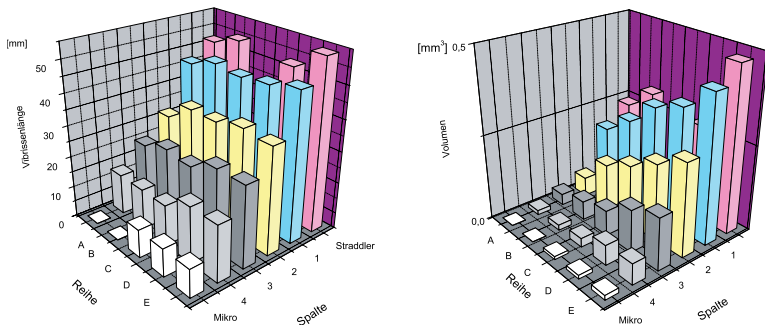 [mm]
50
40
30
20
10
0
Vibrissenlänge
A
B
C
D
E
Reihe
Mikro
4
3
2
1
Straddler
Spalte
[mm³]
0,5
0,0
Volumen
A
B
C
D
E
Reihe
Mikro
4
3
2
1
Spalte